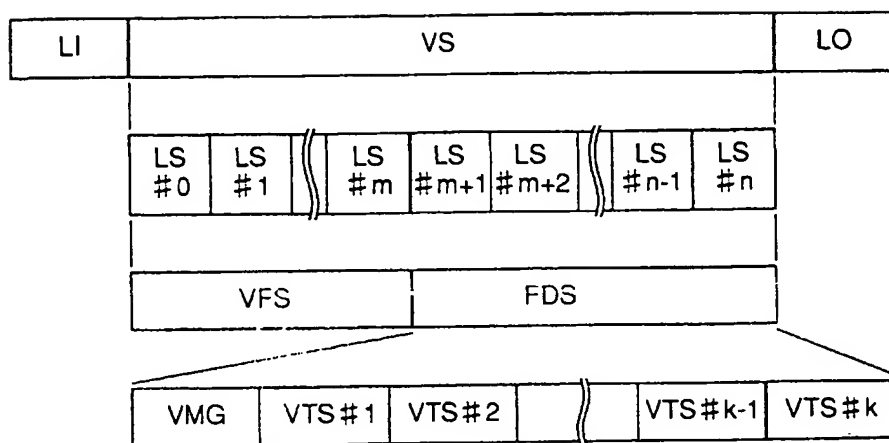 LI VS LO
LS LS LS LS LS LS LS
#0 #1 #m #m+1 #m+2 #n-1 #n
VFS FDS
VMG VTS#1 VTS#2 VTS#k-1 VTS#k